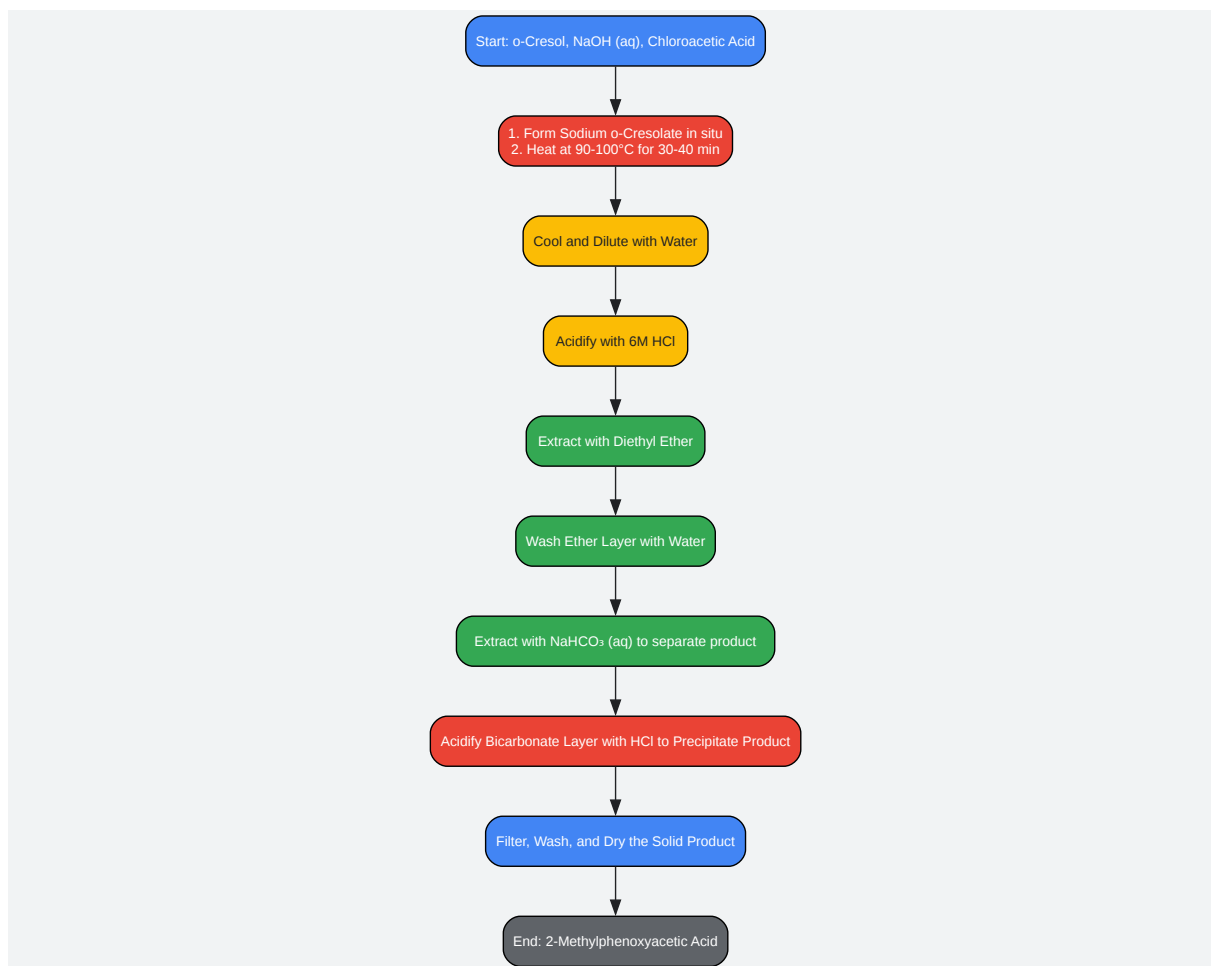 Start: o-Cresol, NaOH (aq), Chloroacetic Acid
1. Form Sodium o-Cresolate in situ
2. Heat at 90-100°C for 30-40 min
Cool and Dilute with Water
Acidify with 6M HCl
Extract with Diethyl Ether
Wash Ether Layer with Water
Extract with NaHCO₃ (aq) to separate product
Acidify Bicarbonate Layer with HCl to Precipitate Product
Filter, Wash, and Dry the Solid Product
End: 2-Methylphenoxyacetic Acid